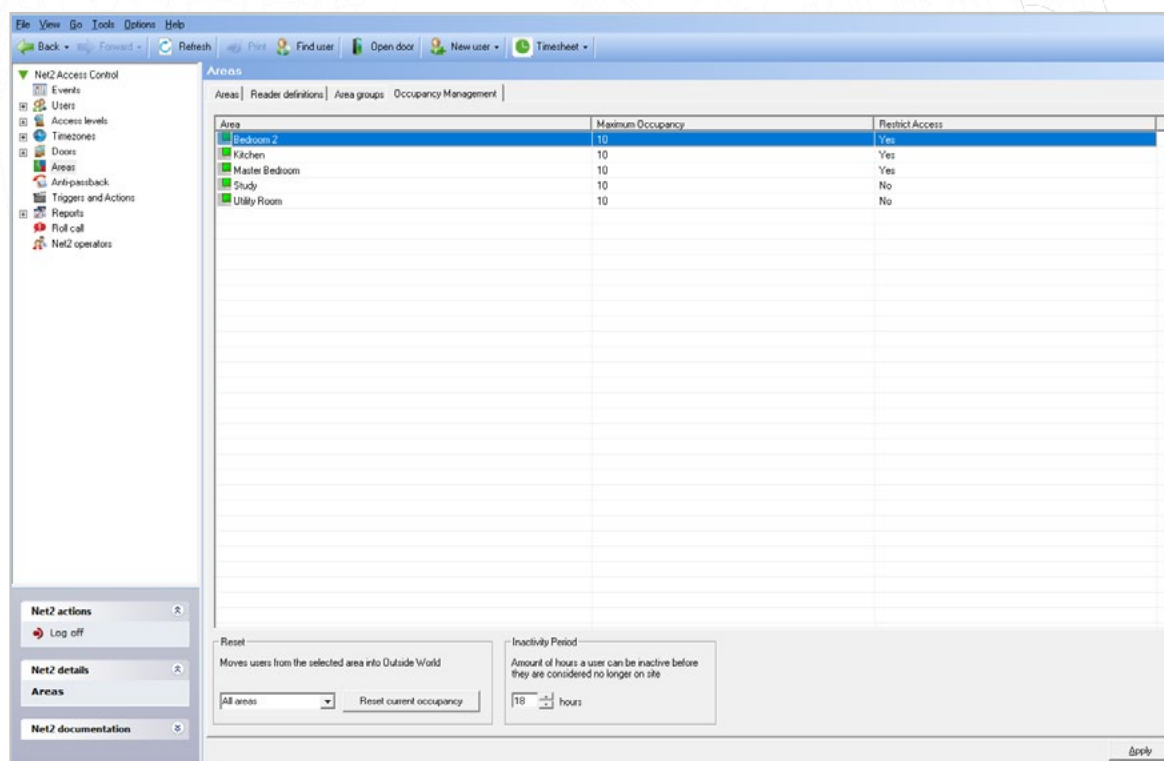 File View Go Tools Options Help
Back Forward Refresh Print Find user Open door New user Timesheet
Net2 Access Control
Events
Users
Access levels
Timezones
Doors
Areas
Anti-passback
Triggers and Actions
Reports
Roll call
Net2 operators
Net2 actions
Log off
Net2 details
Areas
Net2 documentation
Areas
Areas Reader definitions Area groups Occupancy Management
Area Maximum Occupancy Restrict Access
Bedroom 2 10 Yes
Kitchen 10 Yes
Master Bedroom 10 Yes
Study 10 No
Utility Room 10 No
Reset
Moves users from the selected area into Outside World
All areas Reset current occupancy
Inactivity Period
Amount of hours a user can be inactive before
they are considered no longer on site
18 hours
Apply